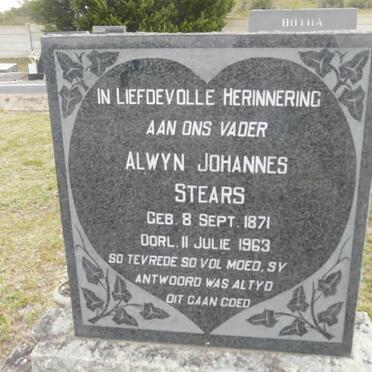 BOTHA
IN LIEFDEVOLLE HERINNERING
AAN ONS VADER
ALWYN JOHANNES
STEARS
GEB. 8 SEPT. 1871
OORL. 11 JULIE 1963
SO TEVREDE SO VOL MOED, SY
ANTWOORD WAS ALTYD
DIT GAAN GOED